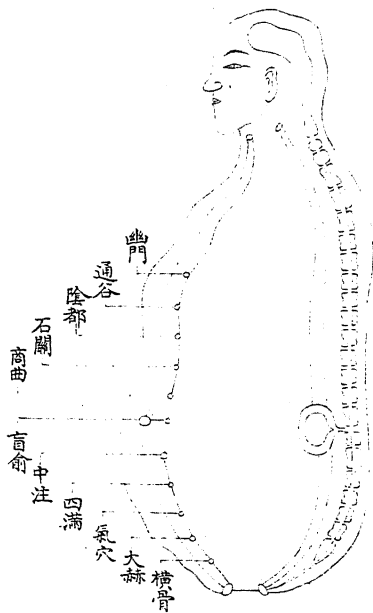 幽門
通谷
陰都
石關
商曲
肓俞
中注
四滿
氣穴
大赫
橫骨